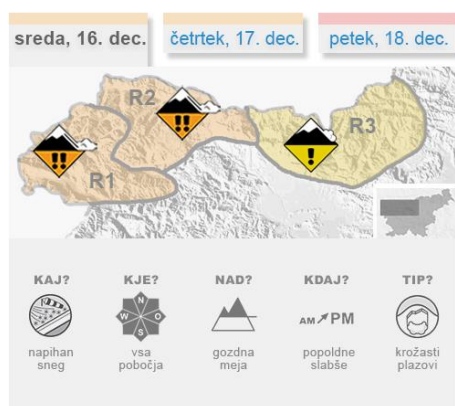 sreda, 16. dec.
četrtek, 17. dec.
petek, 18. dec.
R2
R3
R1
KAJ?
KJE?
NAD?
KDAJ?
TIP?
N
W O
S
AM PM
napihan
sneg
vsa
pobočja
gozdna
meja
popoldne
slabše
krožasti
plazovi